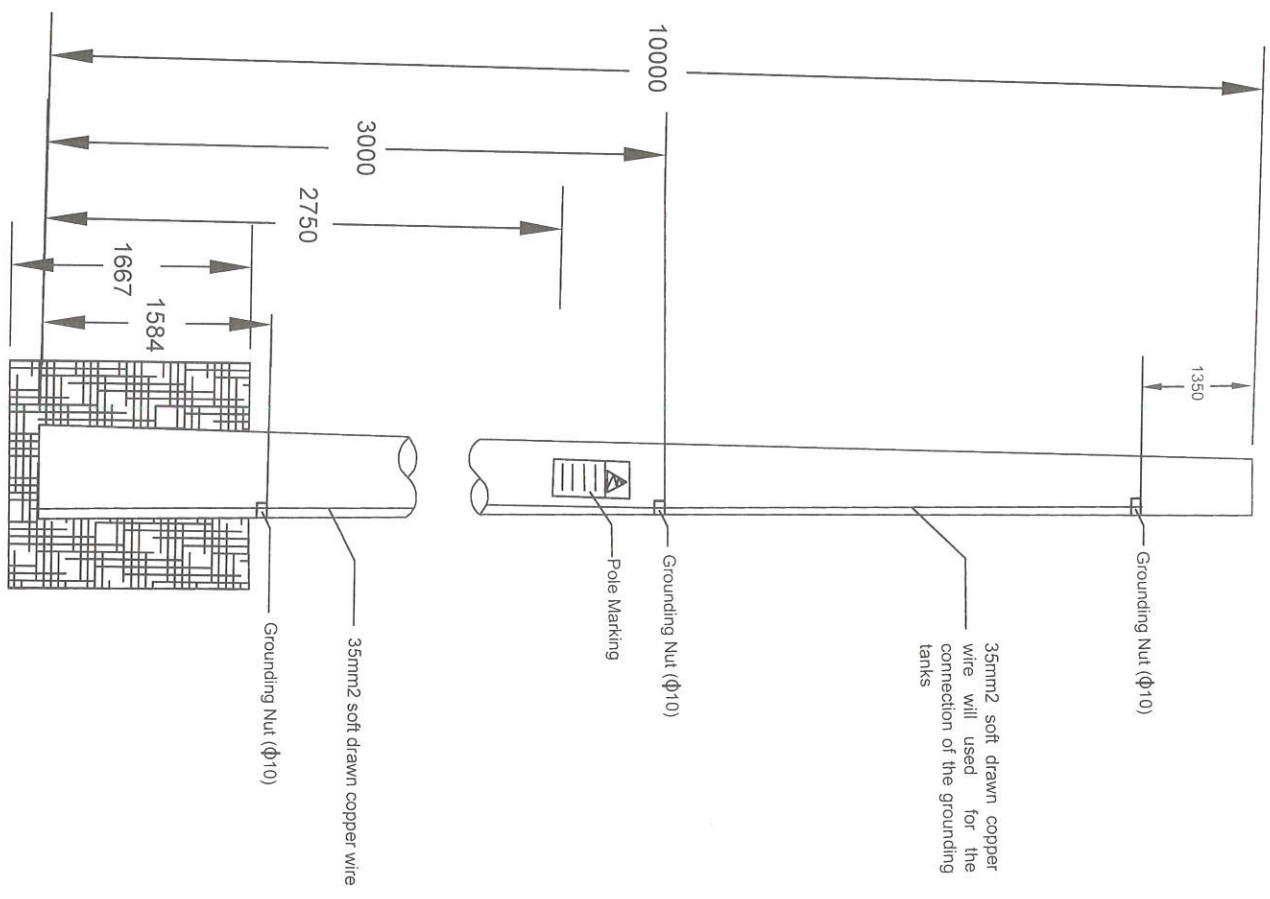 10000
3000
2750
1667
1584
1350
Grounding Nut (Φ10)
35mm2 soft drawn copper
wire will used for the
connection of the grounding
tanks
Grounding Nut (Φ10)
Pole Marking
35mm2 soft drawn copper wire
Grounding Nut (Φ10)